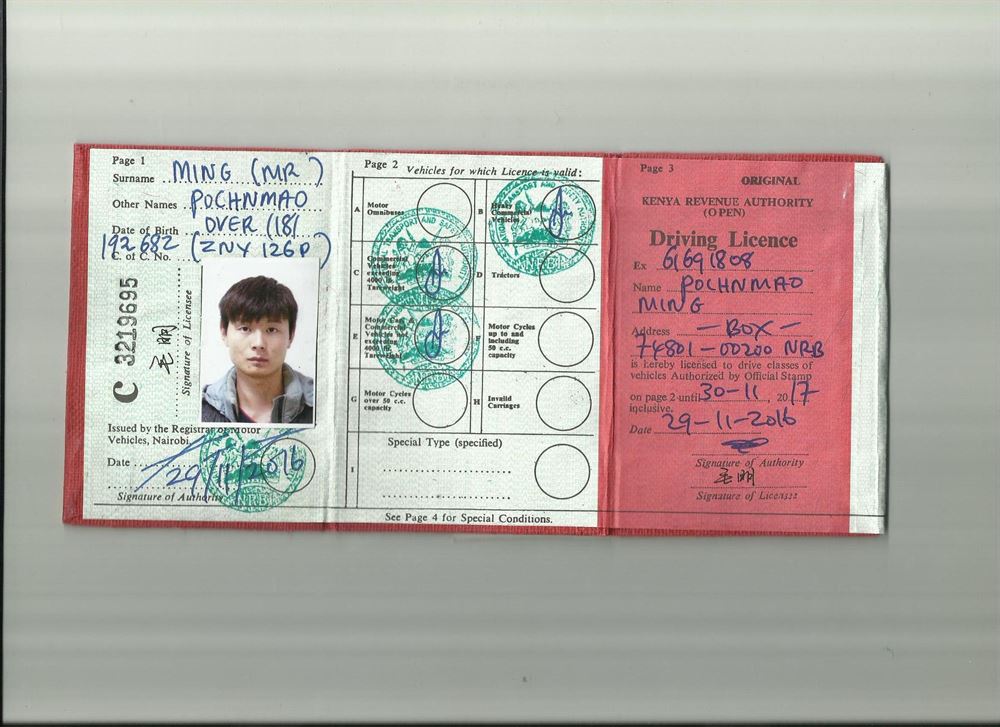 Page 1
Surname MING (MR)
Other Names POCHNMAO
Date of Birth OVER (18)
192682 (ZNY 126P)
C. of C. No.
C 3219695
毛明
Signature of Licensee
Issued by the Registrar of Motor
Vehicles, Nairobi
Date 29/11/2016
Signature of Authority
Page 2
Vehicles for which Licence is valid:
A Motor Omnibuses
B Heavy Commercial Vehicles
C Commercial Vehicles exceeding 4000 lb. Tareweight
D Tractors
E Motor Cars Commercial Vehicles not exceeding 4000 lb. Tareweight
F Motor Cycles up to and including 50 c.c. capacity
G Motor Cycles over 50 c.c. capacity
H Invalid Carriages
Special Type (specified)
I
See Page 4 for Special Conditions.
Page 3
ORIGINAL
KENYA REVENUE AUTHORITY
(OPEN)
Driving Licence
Ex 61691808
Name POCHNMAO
MING
Address – BOX –
74801–00200 NRB
is hereby licensed to drive classes of
vehicles Authorized by Official Stamp
on page 2 until 30–11, 2017
inclusive.
Date 29–11–2016
Signature of Authority
毛明
Signature of Licensee